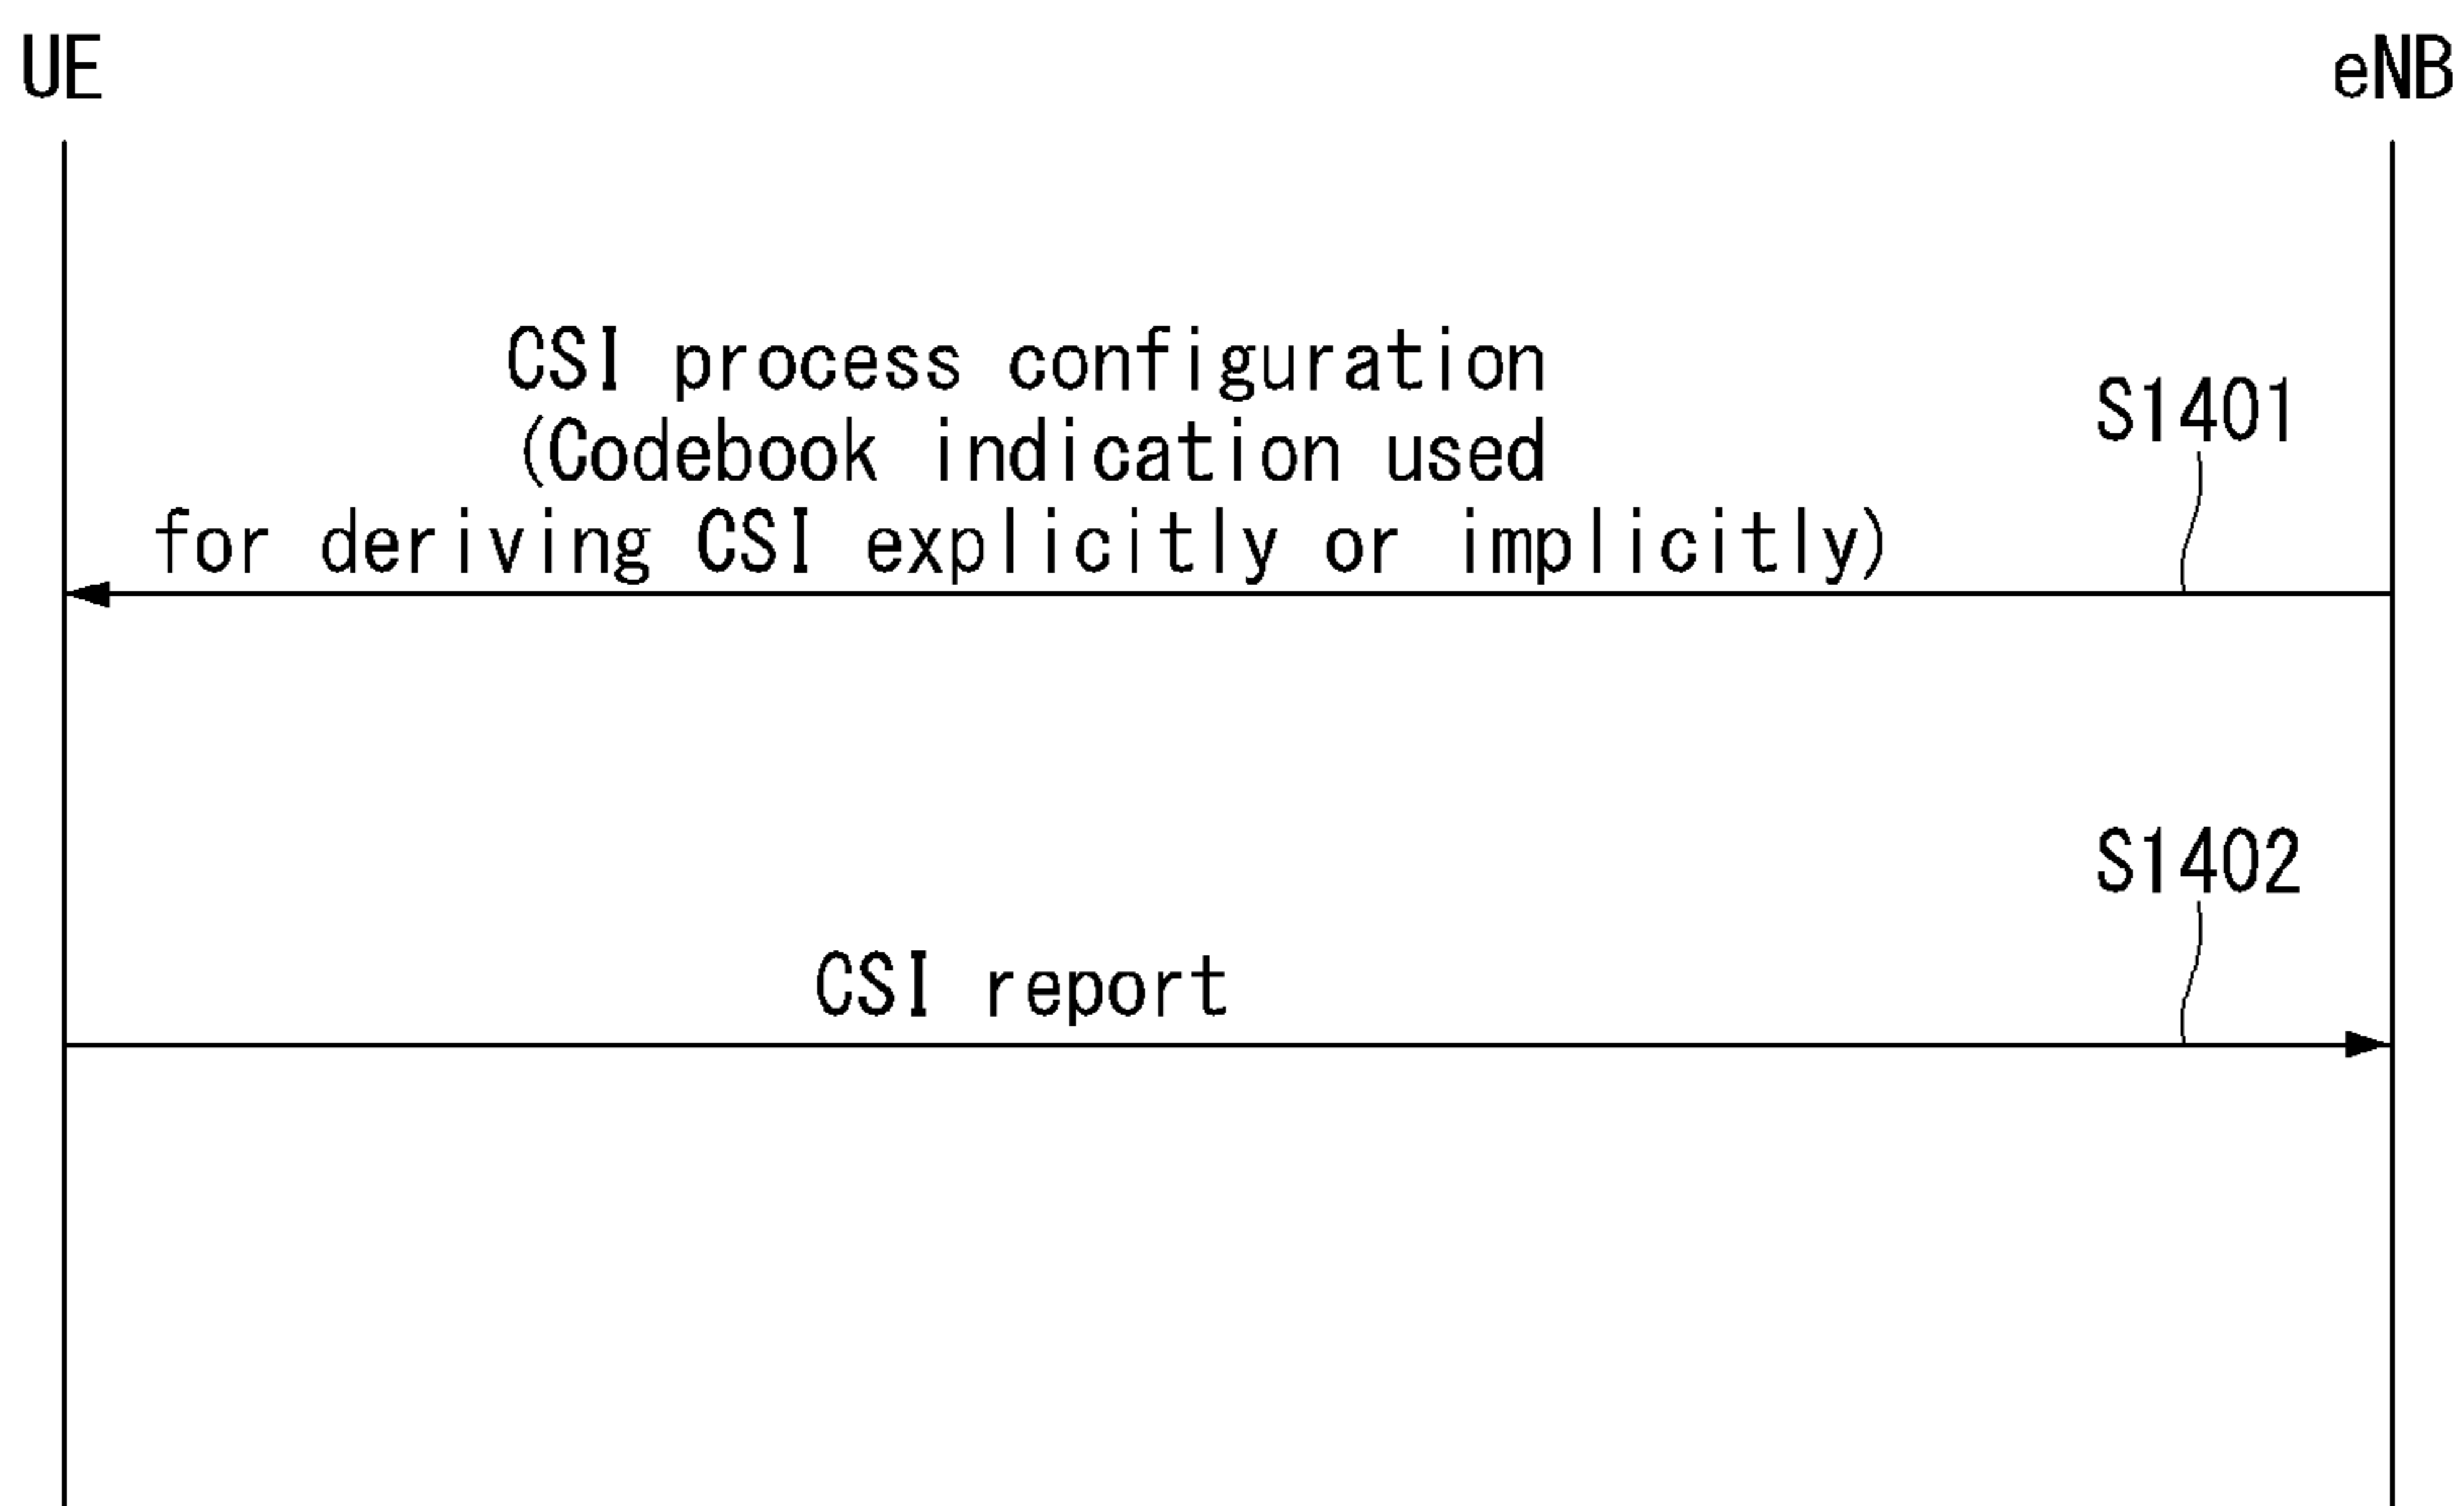 UE
eNB
CSI process configuration
(Codebook indication used
for deriving CSI explicitly or implicitly)
S1401
S1402
CSI report